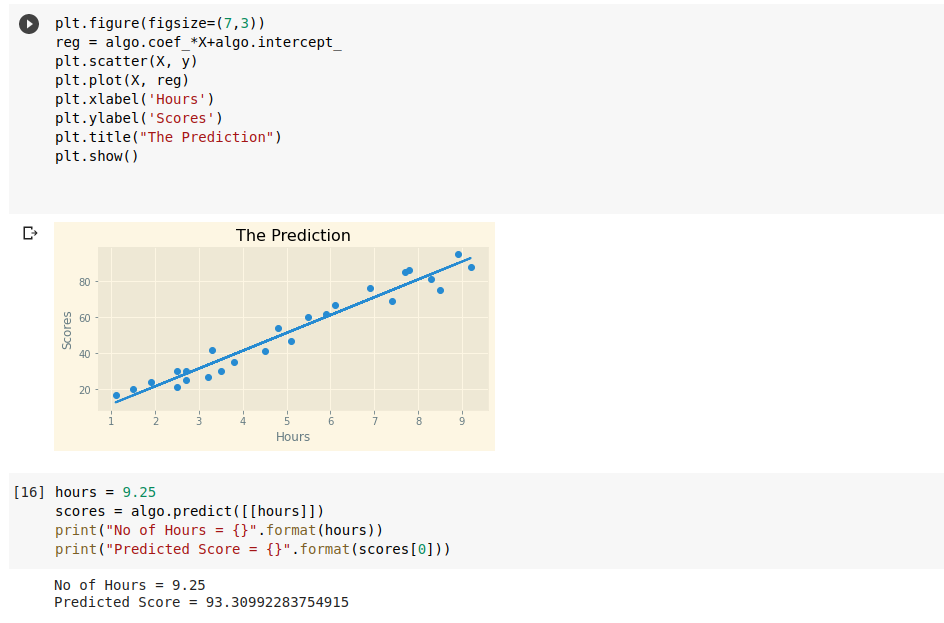 plt.figure(figsize=(7,3))
reg = algo.coef_*X+algo.intercept_
plt.scatter(X, y)
plt.plot(X, reg)
plt.xlabel('Hours')
plt.ylabel('Scores')
plt.title("The Prediction")
plt.show()
The Prediction
Scores
80
60
40
20
1 2 3 4 5 6 7 8 9
Hours
[16] hours = 9.25
scores = algo.predict([[hours]])
print("No of Hours = {}".format(hours))
print("Predicted Score = {}".format(scores[0]))
No of Hours = 9.25
Predicted Score = 93.30992283754915